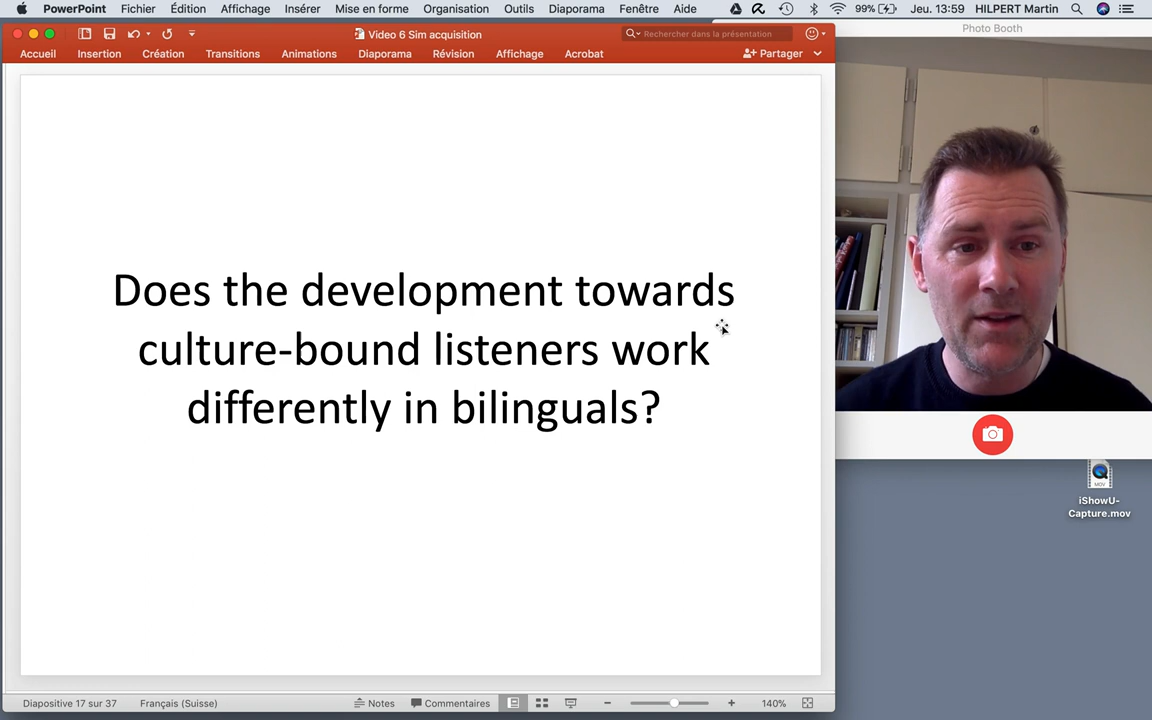 PowerPoint Fichier Édition Affichage Insérer Mise en forme Organisation Outils Diaporama Fenêtre Aide 99% Jeu. 13:59 HILPERT Martin
Video 6 Sim acquisition
Rechercher dans la présentation
Photo Booth
Accueil Insertion Création Transitions Animations Diaporama Révision Affichage Acrobat Partager
Does the development towards
culture-bound listeners work
differently in bilinguals?
MOV
iShowU-
Capture.mov
Diapositive 17 sur 37 Français (Suisse) Notes Commentaires 140%